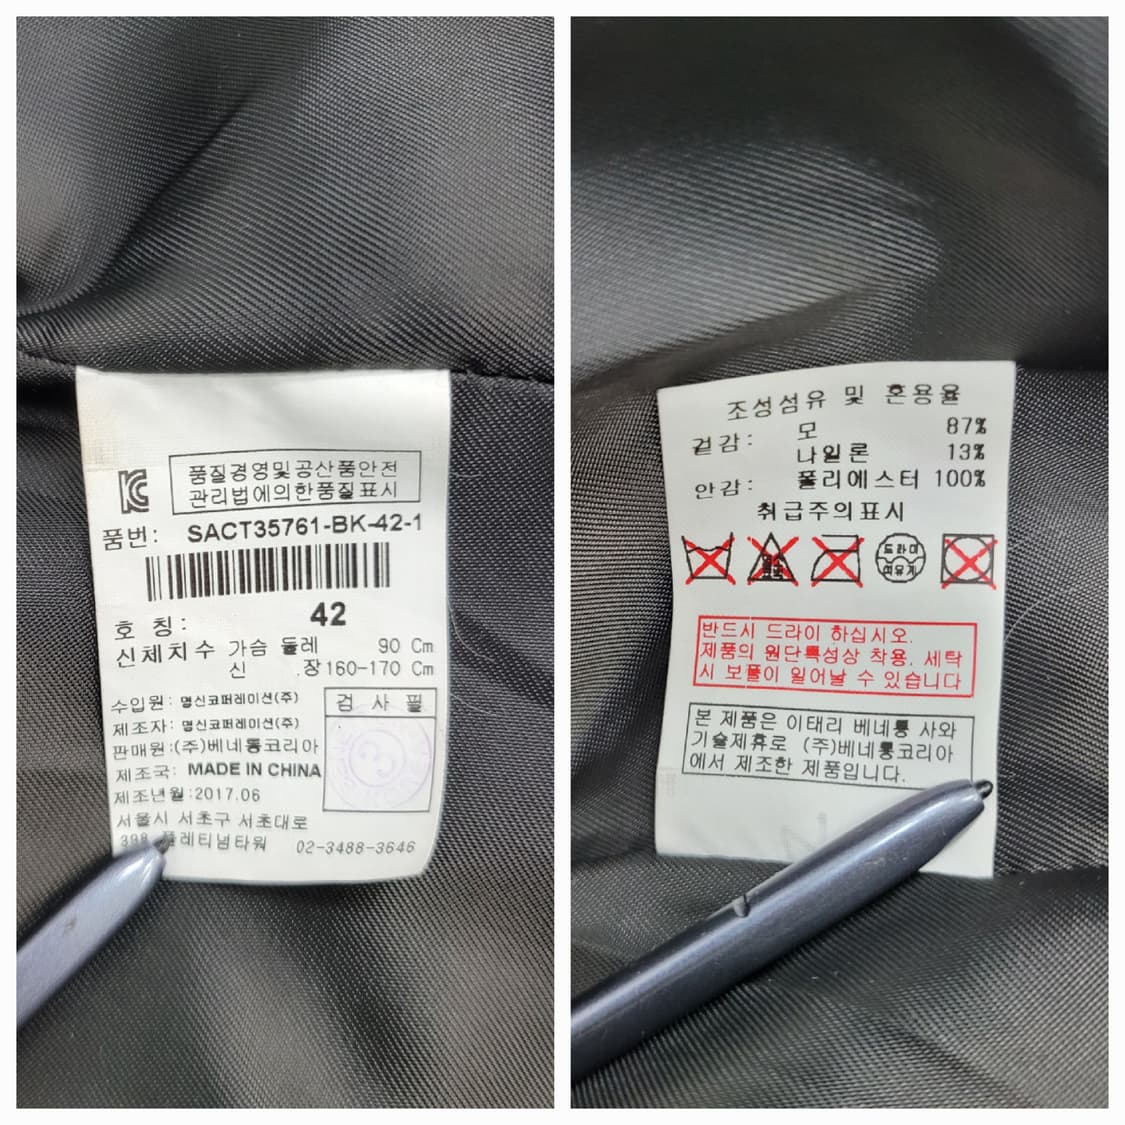 품질경영및공산품안전
관리법에의한품질표시
품번: SACT35761-BK-42-1
호 칭: 42
신체치수 가슴 둘레 90 Cm
신 장 160-170 Cm
수입원: 명신코퍼레이션(주)
제조자: 명신코퍼레이션(주)
판매원:(주)베네통코리아
제조국: MADE IN CHINA
제조년월:2017.06
서울시 서초구 서초대로
398 플레티넘타워 02-3488-3646
검 사 필
조성섬유 및 혼용율
겉감: 모 87%
나일론 13%
안감: 폴리에스터 100%
취급주의표시
드라이
석유계
반드시 드라이 하십시오.
제품의 원단특성상 착용, 세탁
시 보풀이 일어날 수 있습니다
본 제품은 이태리 베네통 사와
기술제휴로 (주)베네통코리아
에서 제조한 제품입니다.